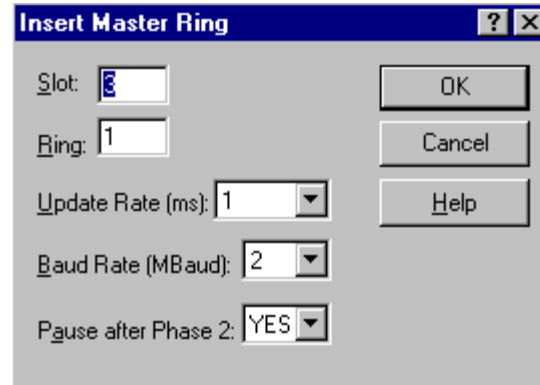 Insert Master Ring
Slot: 3
OK
Ring: 1
Cancel
Update Rate (ms): 1
Help
Baud Rate (MBaud): 2
Pause after Phase 2: YES